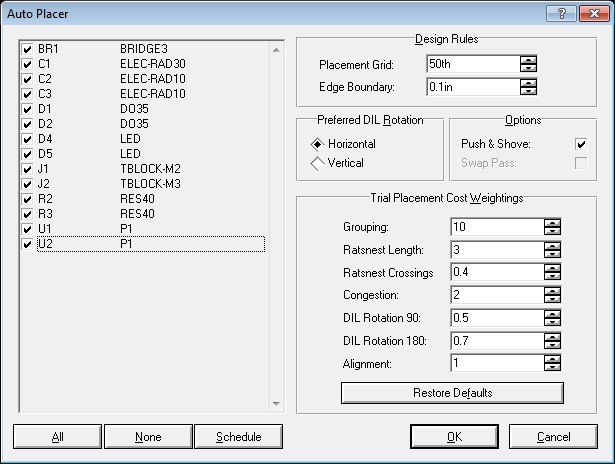 Auto Placer
BR1 BRIDGE3
C1 ELEC-RAD30
C2 ELEC-RAD10
C3 ELEC-RAD10
D1 DO35
D2 DO35
D4 LED
D5 LED
J1 TBLOCK-M2
J2 TBLOCK-M3
R2 RES40
R3 RES40
U1 P1
U2 P1
All
None
Schedule
Design Rules
Placement Grid: 50th
Edge Boundary: 0.1in
Preferred DIL Rotation
Horizontal
Vertical
Options
Push & Shove:
Swap Pass:
Trial Placement Cost Weightings
Grouping: 10
Ratsnest Length: 3
Ratsnest Crossings 0.4
Congestion: 2
DIL Rotation 90: 0.5
DIL Rotation 180: 0.7
Alignment: 1
Restore Defaults
OK
Cancel